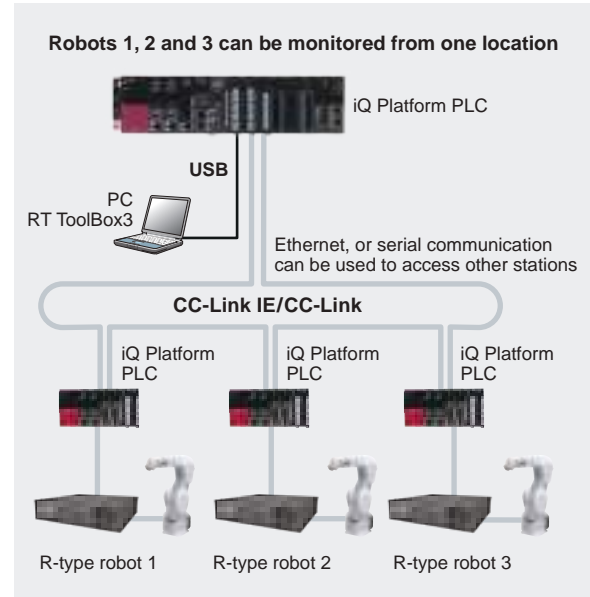 Robots 1, 2 and 3 can be monitored from one location
iQ Platform PLC
USB
PC
RT ToolBox3
Ethernet, or serial communication
can be used to access other stations
CC-Link IE/CC-Link
iQ Platform
PLC
iQ Platform
PLC
iQ Platform
PLC
R-type robot 1
R-type robot 2
R-type robot 3